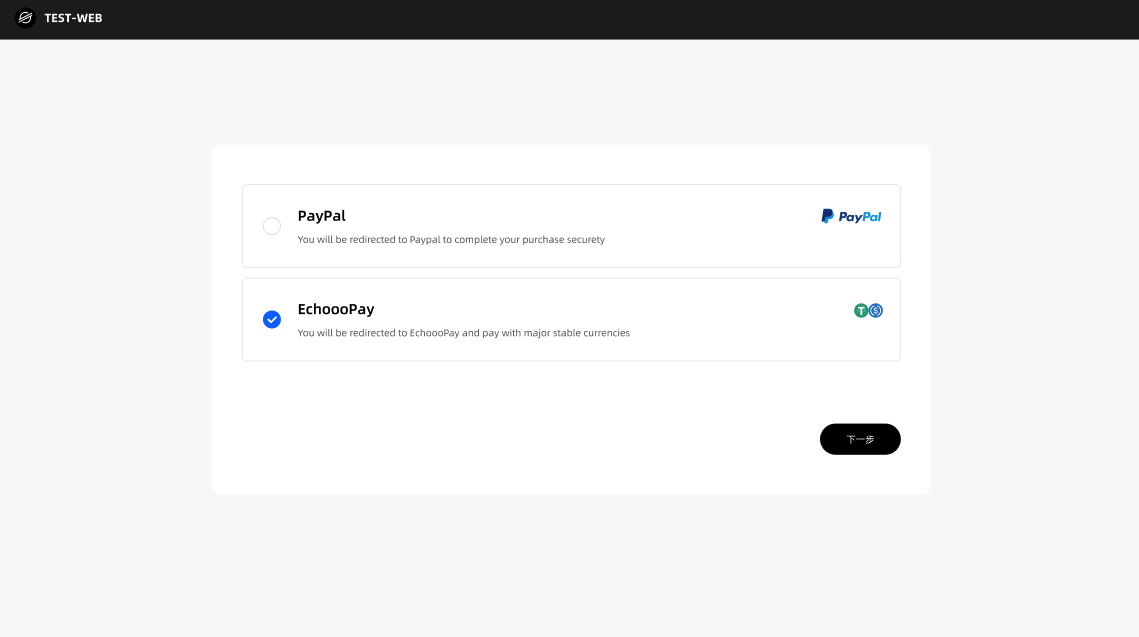 TEST-WEB
PayPal
PayPal
You will be redirected to Paypal to complete your purchase securety
EchoooPay
You will be redirected to EchoooPay and pay with major stable currencies
下一步